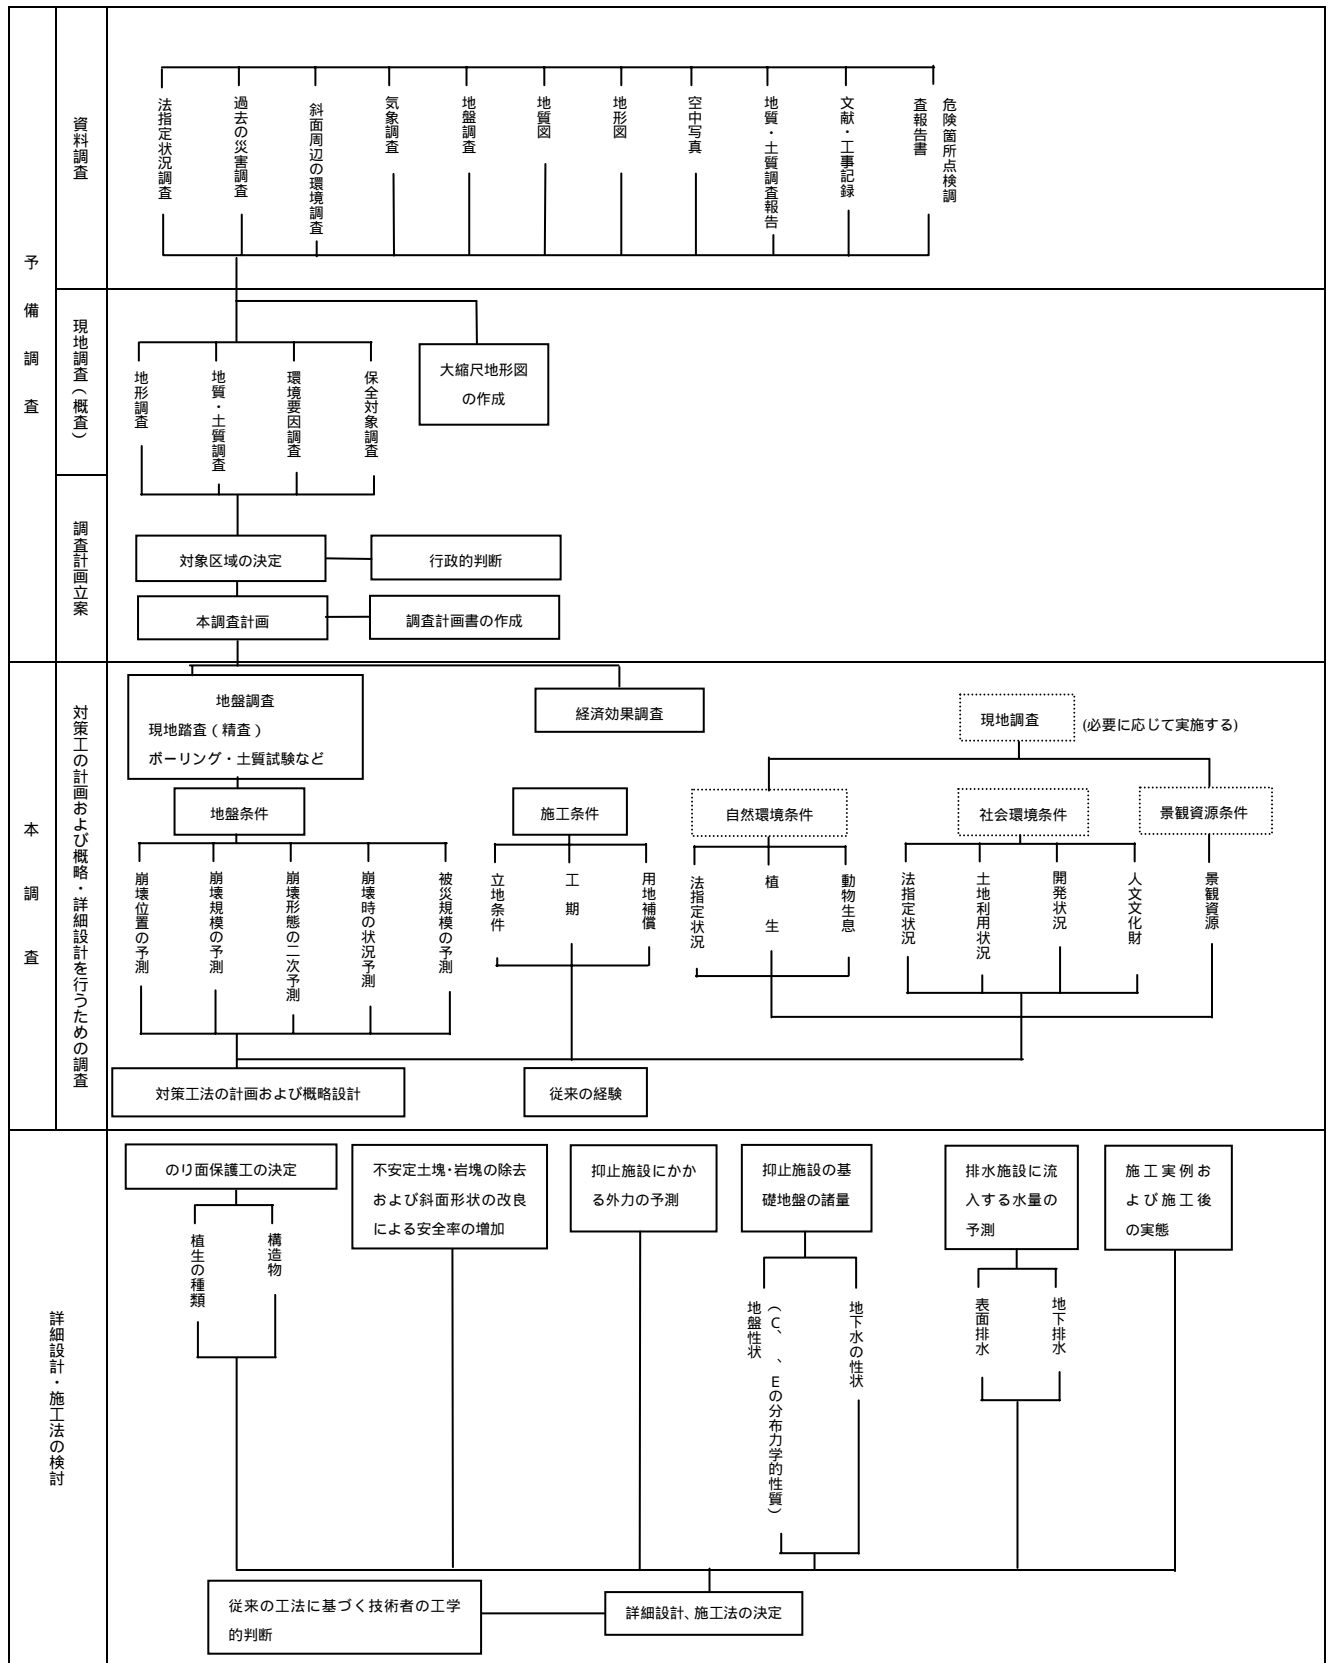 予備調査
資料調査
法指定状況調査
過去の災害調査
斜面周辺の環境調査
気象調査
地盤調査
地質図
地形図
空中写真
地質・土質調査報告
文献・工事記録
危険箇所点検調
査報告書
現地調査(概査)
地形調査
地質・土質調査
環境要因調査
保全対象調査
大縮尺地形図
の作成
調査計画立案
対象区域の決定
行政的判断
本調査計画
調査計画書の作成
本調査
対策工の計画および概略・詳細設計を行うための調査
地盤調査
現地踏査(精査)
ボーリング・土質試験など
経済効果調査
現地調査
(必要に応じて実施する)
地盤条件
施工条件
自然環境条件
社会環境条件
景観資源条件
崩壊位置の予測
崩壊規模の予測
崩壊形態の二次予測
崩壊時の状況予測
被災規模の予測
立地条件
工期
用地補償
法指定状況
植生
動物生息
法指定状況
土地利用状況
開発状況
人文文化財
景観資源
対策工法の計画および概略設計
従来の経験
詳細設計・施工法の検討
のり面保護工の決定
植生の種類
構造物
不安定土塊・岩塊の除去
および斜面形状の改良
による安全率の増加
抑止施設にかか
る外力の予測
抑止施設の基
礎地盤の諸量
地盤性状
(C、 、Eの分布力学的性質)
地下水の性状
排水施設に流
入する水量の
予測
表面排水
地下排水
施工実例お
よび施工後
の実態
従来の工法に基づく技術者の工学
的判断
詳細設計、施工法の決定